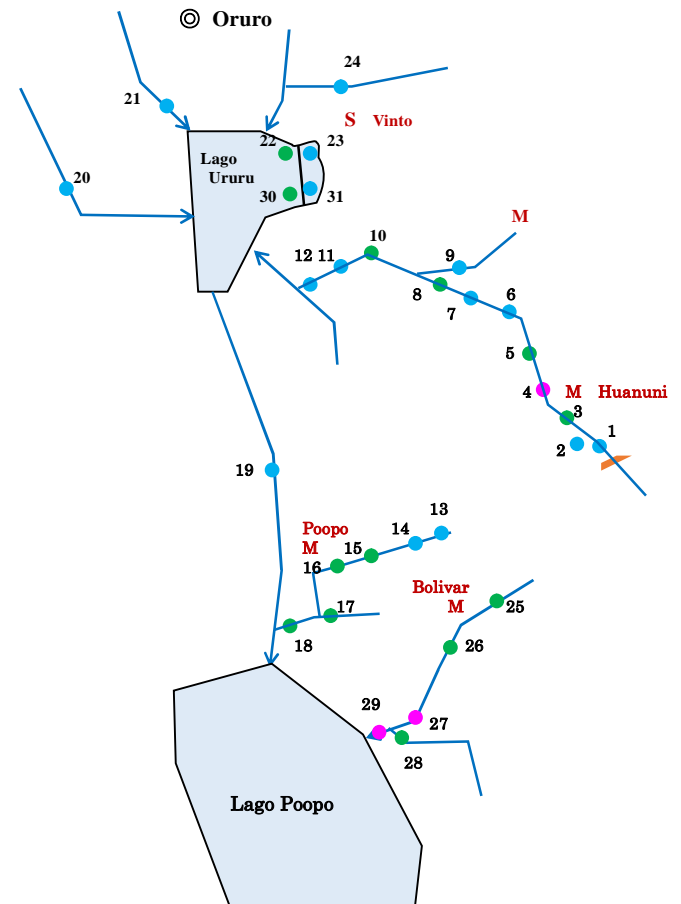 Oruro
24
21
S Vinto
22 23
Lago
Ururu
20
30 31
M
10
12 11 9
8
7 6
5
4 M Huanuni
3
1
2
19
13
Poopo 14
M 15
16
Bolivar
M 25
17
18 26
29
27
28
Lago Poopo